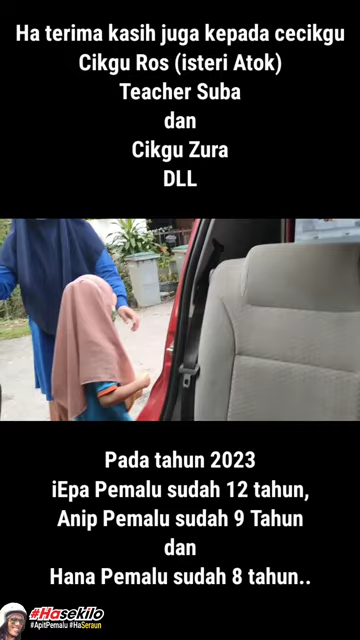 Ha terima kasih juga kepada cecikgu
Cikgu Ros (isteri Atok)
Teacher Suba
dan
Cikgu Zura
DLL
Pada tahun 2023
iEpa Pemalu sudah 12 tahun,
Anip Pemalu sudah 9 Tahun
dan
Hana Pemalu sudah 8 tahun..
#Hasekilo
#ApitPemalu #HaSeraun